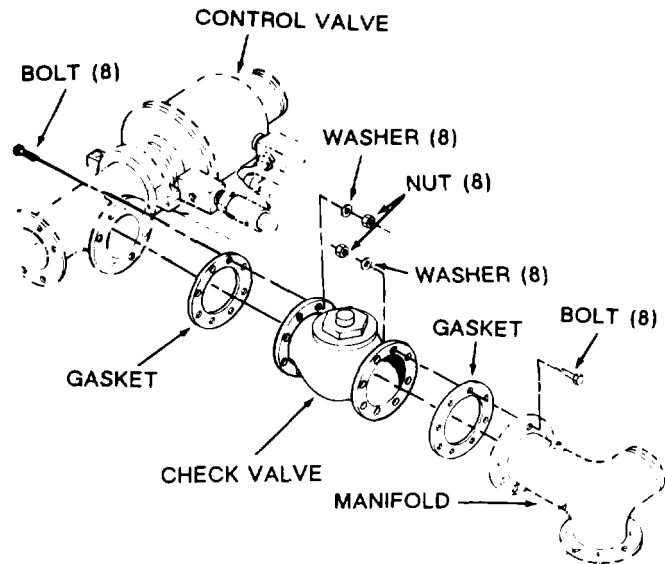 CONTROL VALVE
BOLT (8)
WASHER (8)
NUT (8)
WASHER (8)
GASKET
BOLT (8)
GASKET
CHECK VALVE
MANIFOLD